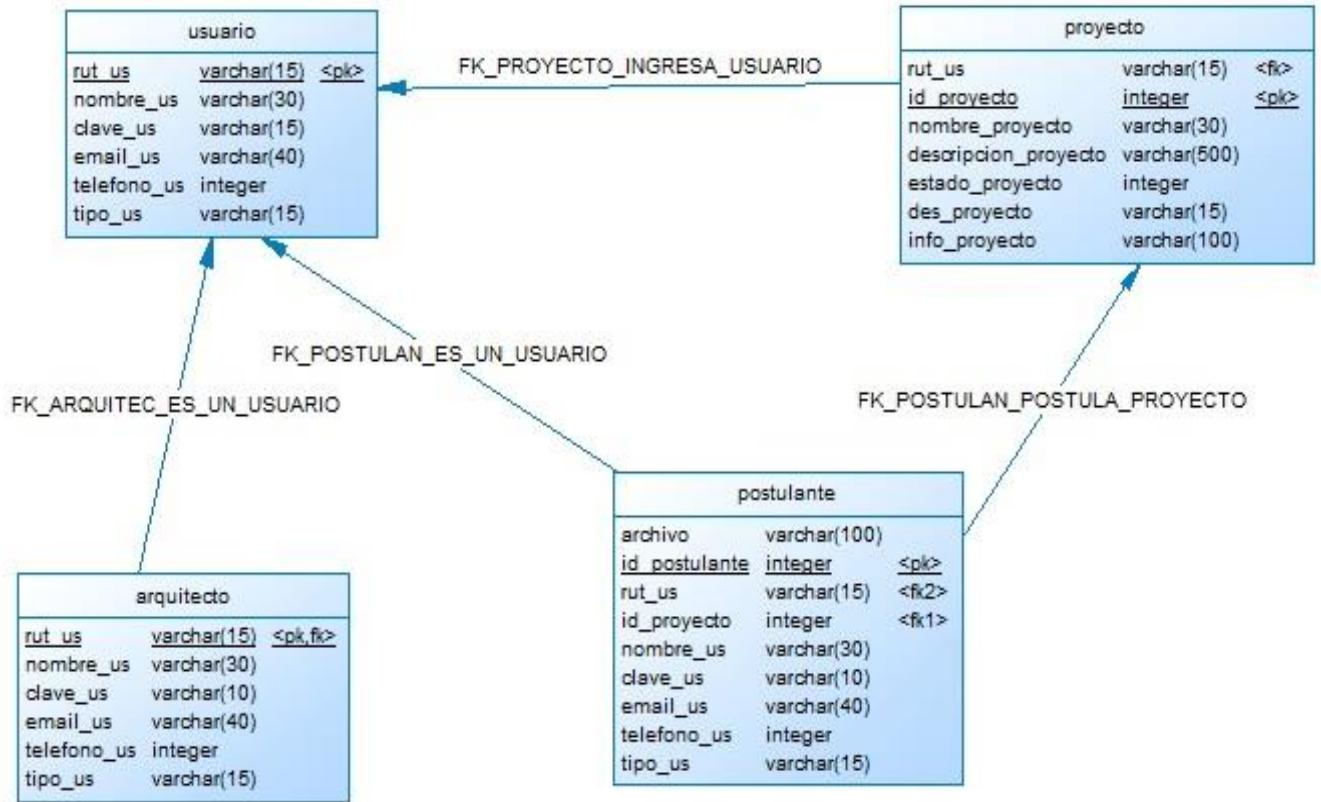 usuario
rut_us varchar(15) <pk>
nombre_us varchar(30)
clave_us varchar(15)
email_us varchar(40)
telefono_us integer
tipo_us varchar(15)
FK_PROYECTO_INGRESA_USUARIO
proyecto
rut_us varchar(15) <fk>
id_proyecto integer <pk>
nombre_proyecto varchar(30)
descripcion_proyecto varchar(500)
estado_proyecto integer
des_proyecto varchar(15)
info_proyecto varchar(100)
FK_POSTULAN_ES_UN_USUARIO
FK_ARQUITEC_ES_UN_USUARIO
FK_POSTULAN_POSTULA_PROYECTO
arquitecto
rut_us varchar(15) <pk,fk>
nombre_us varchar(30)
clave_us varchar(10)
email_us varchar(40)
telefono_us integer
tipo_us varchar(15)
postulante
archivo varchar(100)
id_postulante integer <pk>
rut_us varchar(15) <fk2>
id_proyecto integer <fk1>
nombre_us varchar(30)
clave_us varchar(10)
email_us varchar(40)
telefono_us integer
tipo_us varchar(15)